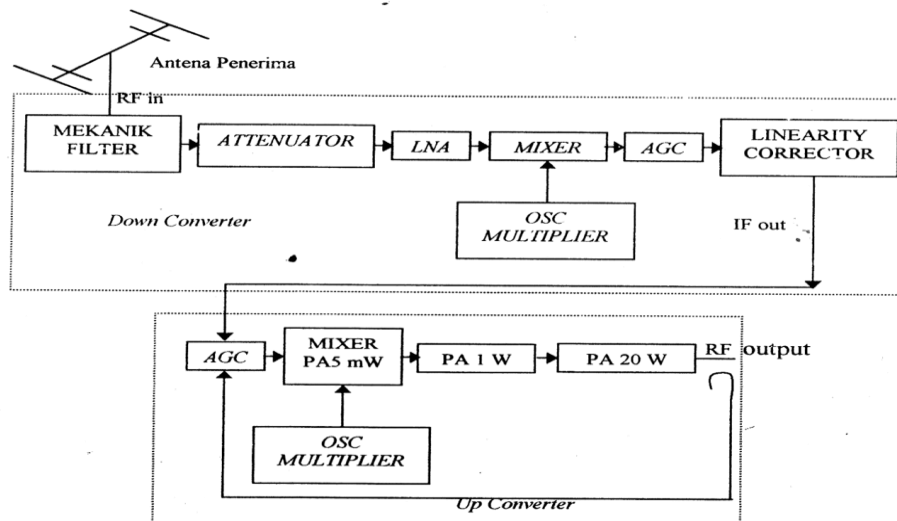 Antena Penerima
RF in
MEKANIK
FILTER
ATTENUATOR
LNA
MIXER
AGC
LINEARITY
CORRECTOR
Down Converter
OSC
MULTIPLIER
IF out
AGC
MIXER
PA5 mW
PA 1 W
PA 20 W
RF output
OSC
MULTIPLIER
Up Converter